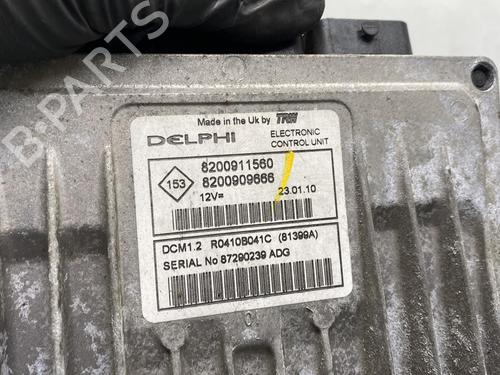 Made in the Uk by TRW
DELPHI
ELECTRONIC
CONTROL UNIT
153
8200911560
8200909666
12V=
23.01.10
DCM1.2 R0410B041C (81399A)
SERIAL No 87290239 ADG
B-PARTS